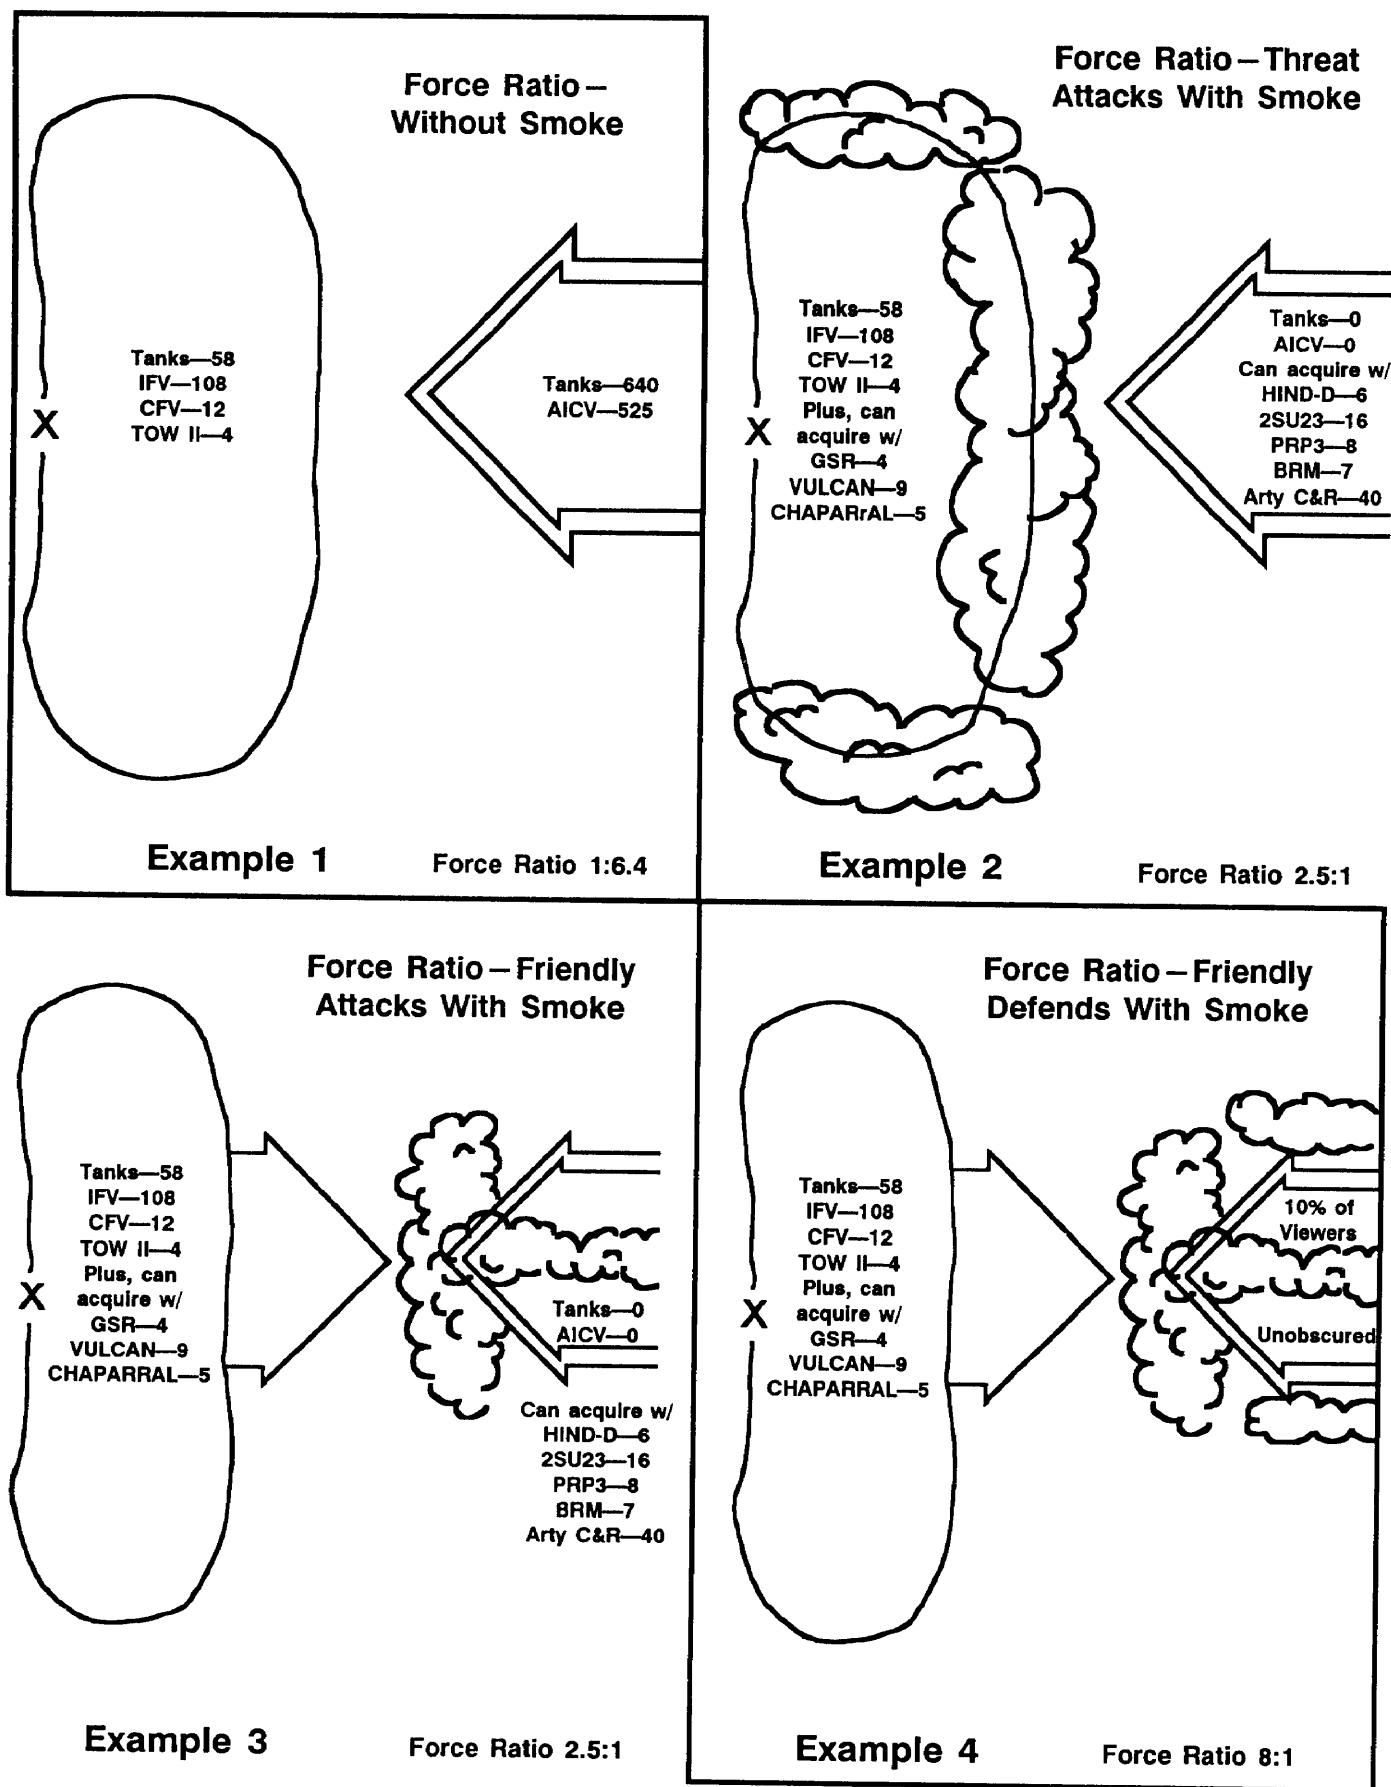 Force Ratio—
Without Smoke
Tanks—58
IFV—108
CFV—12
TOW II—4
X
Tanks—640
AICV—525
Example 1
Force Ratio 1:6.4
Force Ratio—Threat
Attacks With Smoke
Tanks—58
IFV—108
CFV—12
TOW II—4
Plus, can
acquire w/
GSR—4
VULCAN—9
CHAPARrAL—5
X
Tanks—0
AICV—0
Can acquire w/
HIND-D—6
2SU23—16
PRP3—8
BRM—7
Arty C&R—40
Example 2
Force Ratio 2.5:1
Force Ratio—Friendly
Attacks With Smoke
Tanks—58
IFV—108
CFV—12
TOW II—4
Plus, can
acquire w/
GSR—4
VULCAN—9
CHAPARRAL—5
X
Tanks—0
AICV—0
Can acquire w/
HIND-D—6
2SU23—16
PRP3—8
BRM—7
Arty C&R—40
Example 3
Force Ratio 2.5:1
Force Ratio—Friendly
Defends With Smoke
Tanks—58
IFV—108
CFV—12
TOW II—4
Plus, can
acquire w/
GSR—4
VULCAN—9
CHAPARRAL—5
X
10% of
Viewers
Unobscured
Example 4
Force Ratio 8:1